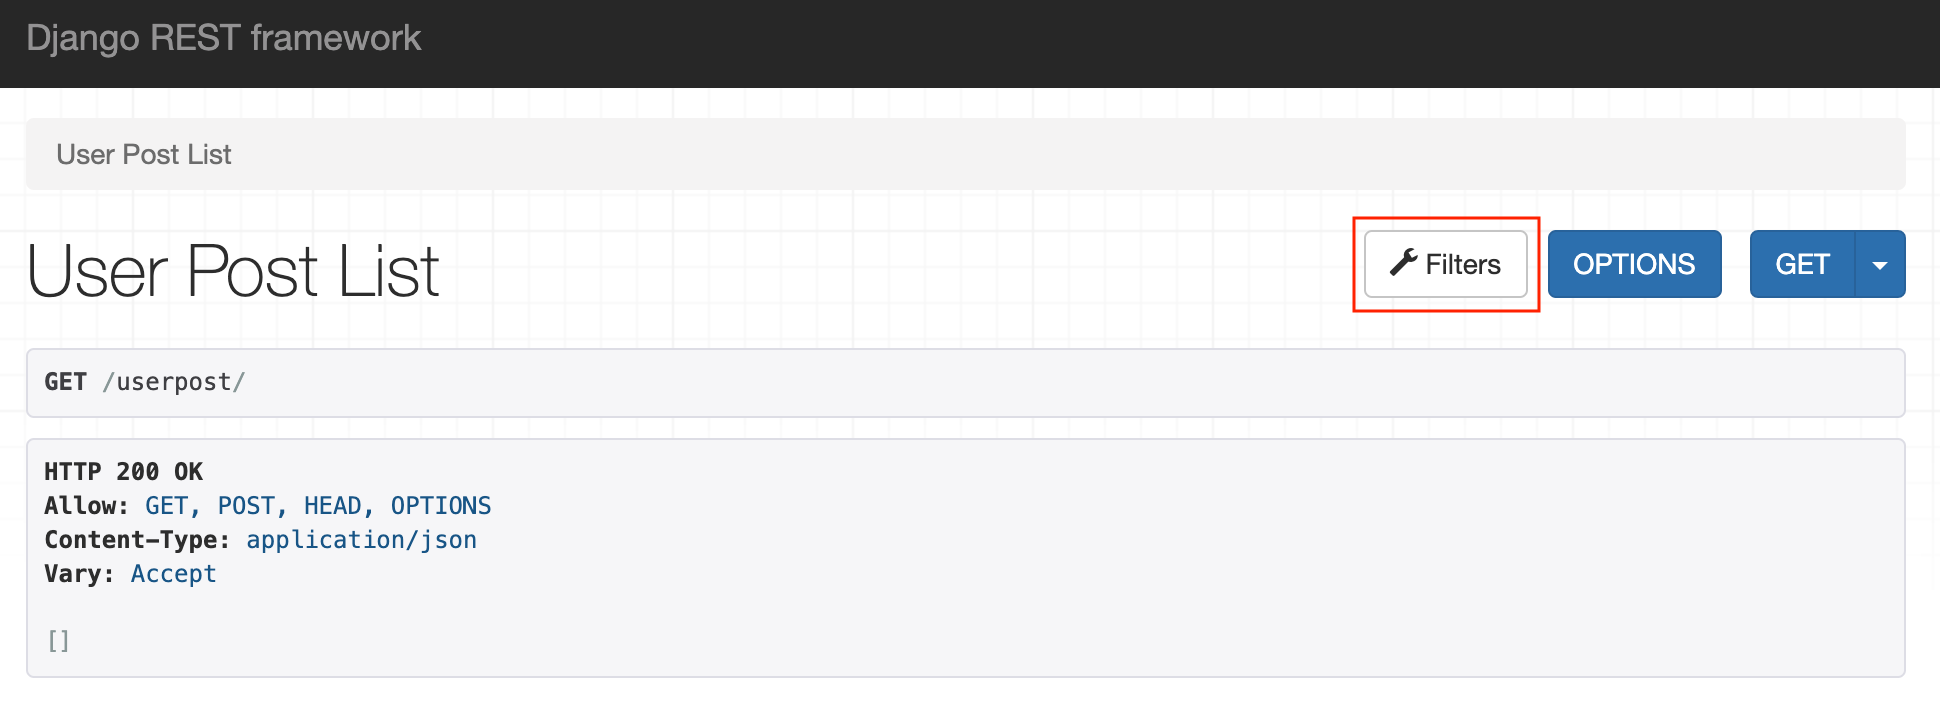 Django REST framework
User Post List
User Post List
Filters
OPTIONS
GET
GET /userpost/
HTTP 200 OK
Allow: GET, POST, HEAD, OPTIONS
Content-Type: application/json
Vary: Accept
[]